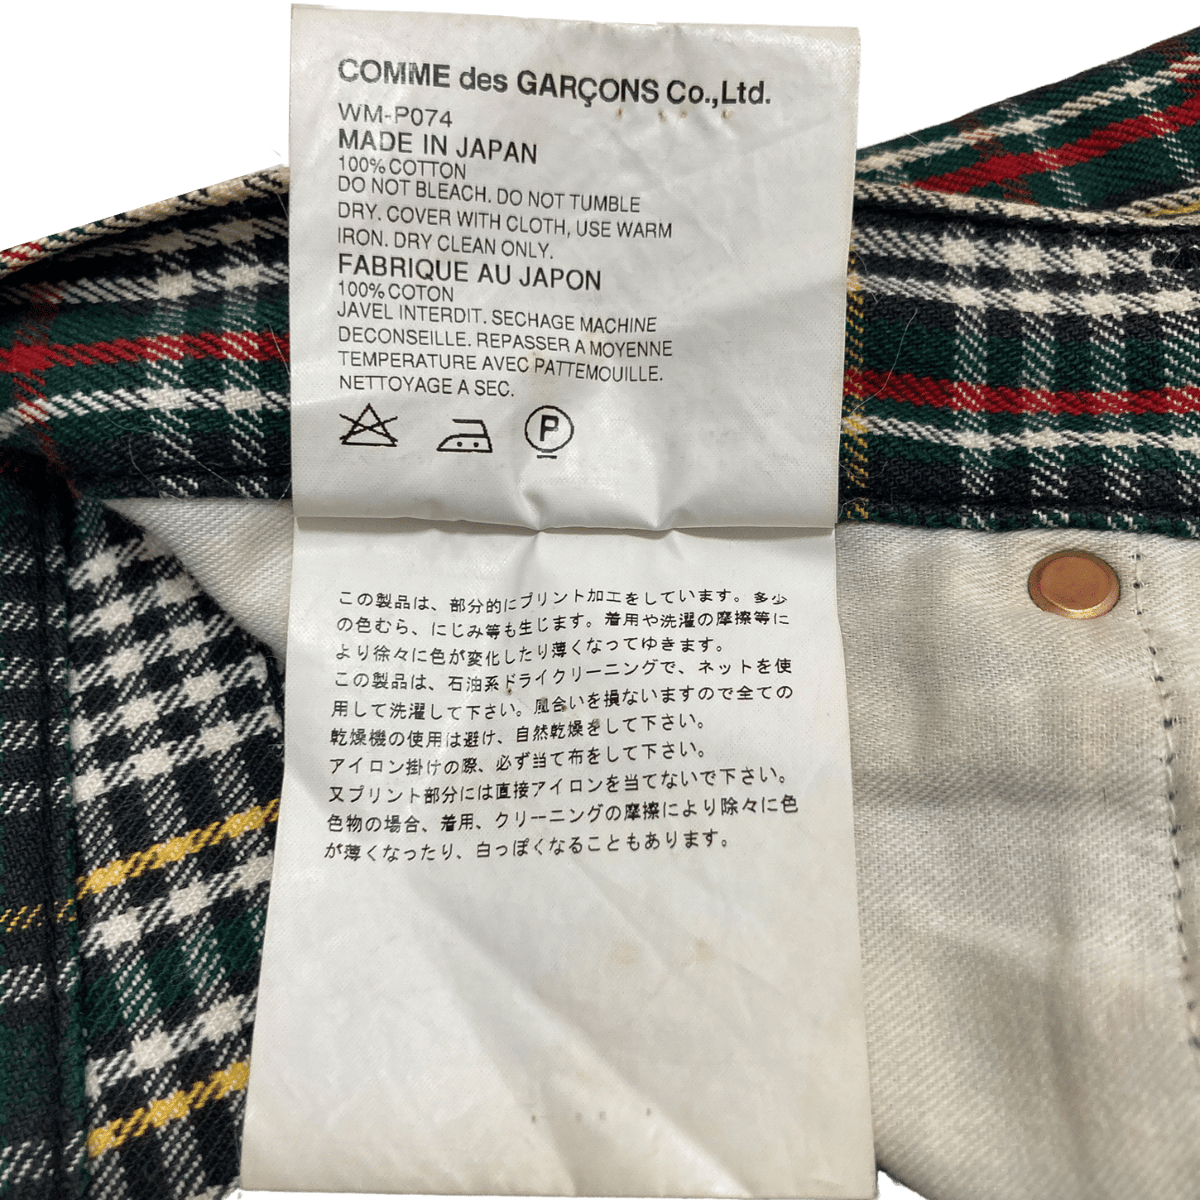 COMME des GARÇONS Co.,Ltd.
WM-P074
MADE IN JAPAN
100% COTTON
DO NOT BLEACH. DO NOT TUMBLE
DRY. COVER WITH CLOTH, USE WARM
IRON. DRY CLEAN ONLY.
FABRIQUE AU JAPON
100% COTON
JAVEL INTERDIT. SECHAGE MACHINE
DECONSEILLE. REPASSER A MOYENNE
TEMPERATURE AVEC PATTEMOUILLE.
NETTOYAGE A SEC.
P
この製品は、部分的にプリント加工をしています。多少
の色むら、にじみ等も生じます。着用や洗濯の摩擦等に
より徐々に色が変化したり薄くなってゆきます。
この製品は、石油系ドライクリーニングで、ネットを使
用して洗濯して下さい。風合いを損ないますので全ての
乾燥機の使用は避け、自然乾燥をして下さい。
アイロン掛けの際、必ず当て布をして下さい。
又プリント部分には直接アイロンを当てないで下さい。
色物の場合、着用、クリーニングの摩擦により除々に色
が薄くなったり、白っぽくなることもあります。